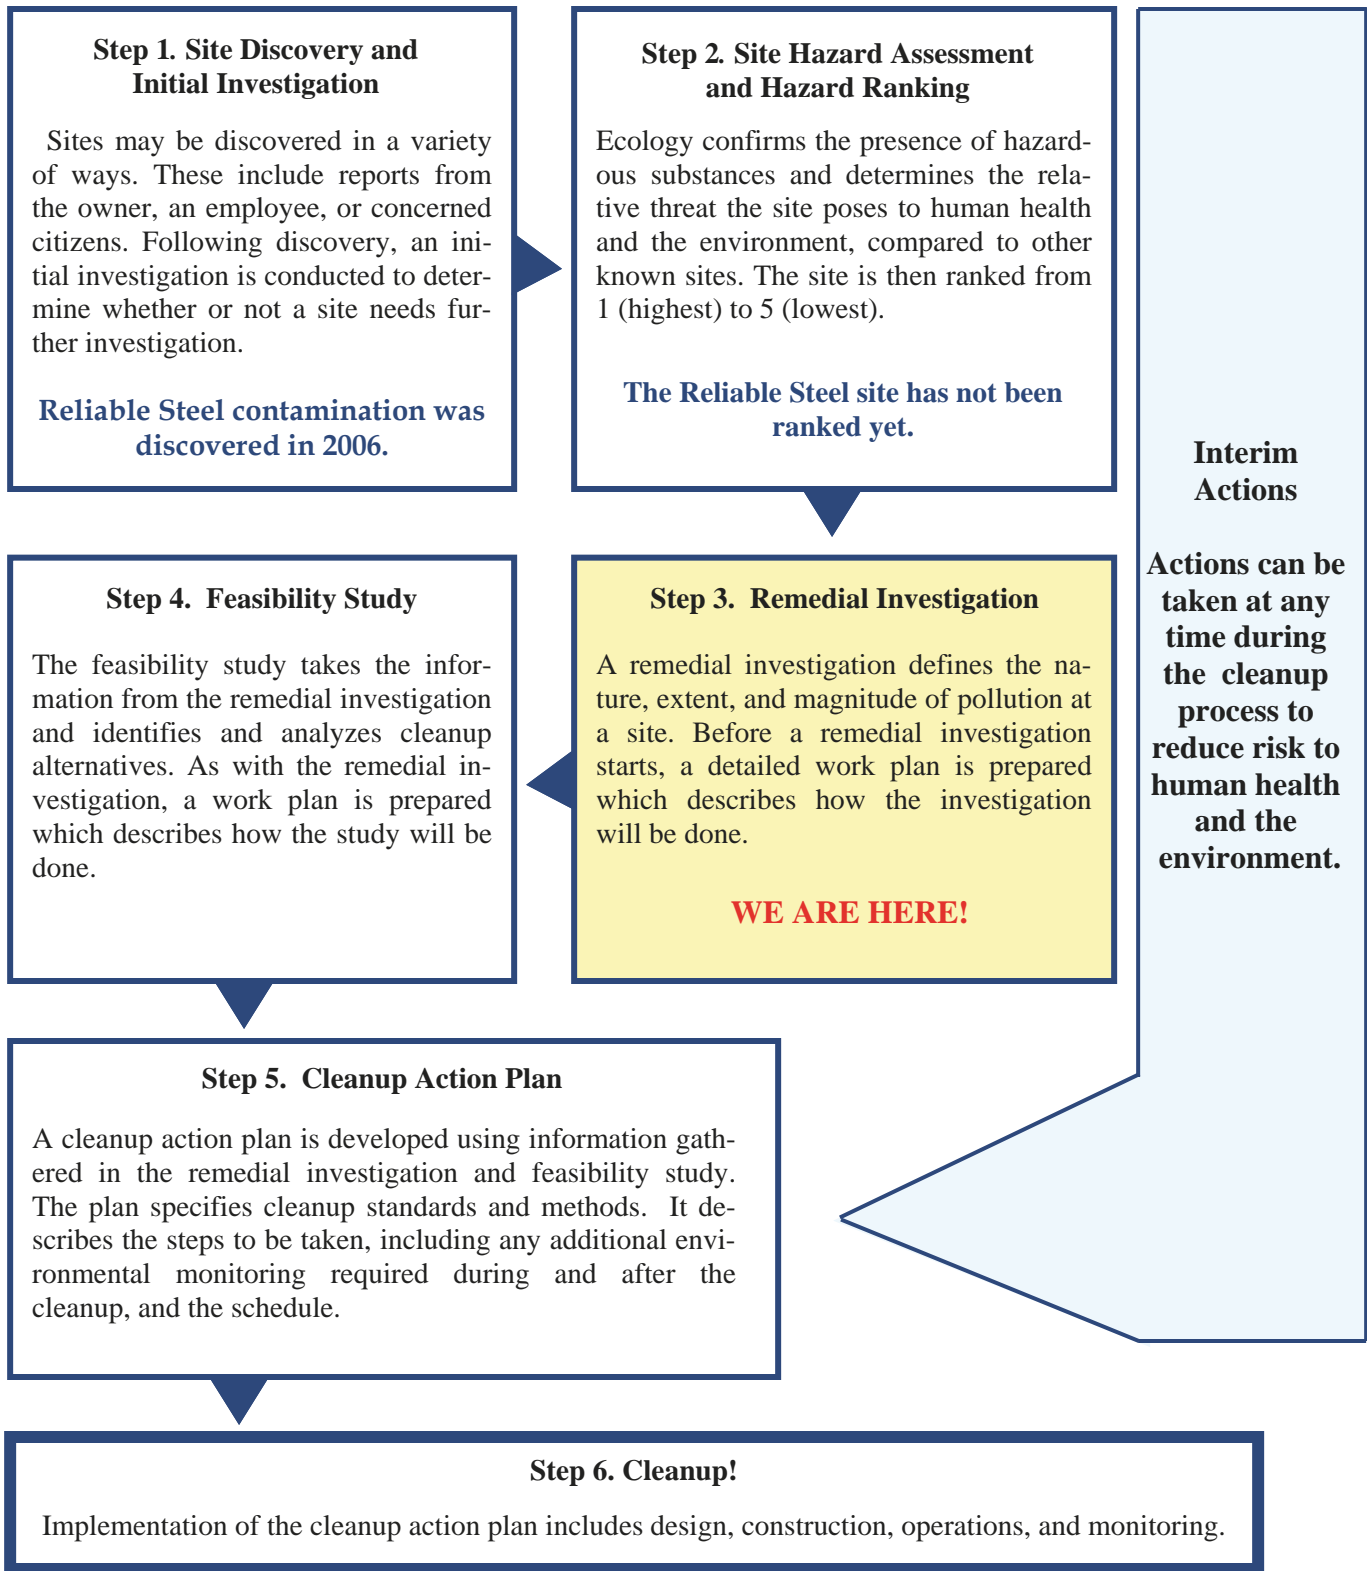 Step 1. Site Discovery and
Initial Investigation
Sites may be discovered in a variety
of ways. These include reports from
the owner, an employee, or concerned
citizens. Following discovery, an ini-
tial investigation is conducted to deter-
mine whether or not a site needs fur-
ther investigation.
Reliable Steel contamination was
discovered in 2006.
Step 2. Site Hazard Assessment
and Hazard Ranking
Ecology confirms the presence of hazard-
ous substances and determines the rela-
tive threat the site poses to human health
and the environment, compared to other
known sites. The site is then ranked from
1 (highest) to 5 (lowest).
The Reliable Steel site has not been
ranked yet.
Step 3. Remedial Investigation
A remedial investigation defines the na-
ture, extent, and magnitude of pollution at
a site. Before a remedial investigation
starts, a detailed work plan is prepared
which describes how the investigation
will be done.
WE ARE HERE!
Step 4. Feasibility Study
The feasibility study takes the infor-
mation from the remedial investigation
and identifies and analyzes cleanup
alternatives. As with the remedial in-
vestigation, a work plan is prepared
which describes how the study will be
done.
Step 5. Cleanup Action Plan
A cleanup action plan is developed using information gath-
ered in the remedial investigation and feasibility study.
The plan specifies cleanup standards and methods. It de-
scribes the steps to be taken, including any additional envi-
ronmental monitoring required during and after the
cleanup, and the schedule.
Step 6. Cleanup!
Implementation of the cleanup action plan includes design, construction, operations, and monitoring.
Interim
Actions
Actions can be
taken at any
time during
the cleanup
process to
reduce risk to
human health
and the
environment.